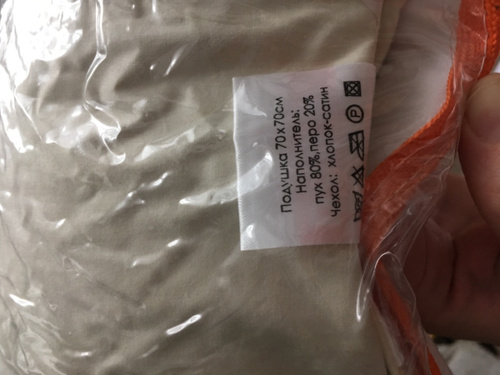 Подушка 70х70см
Наполнитель:
пух 80%,перо 20%
Чехол: хлопок-сатин